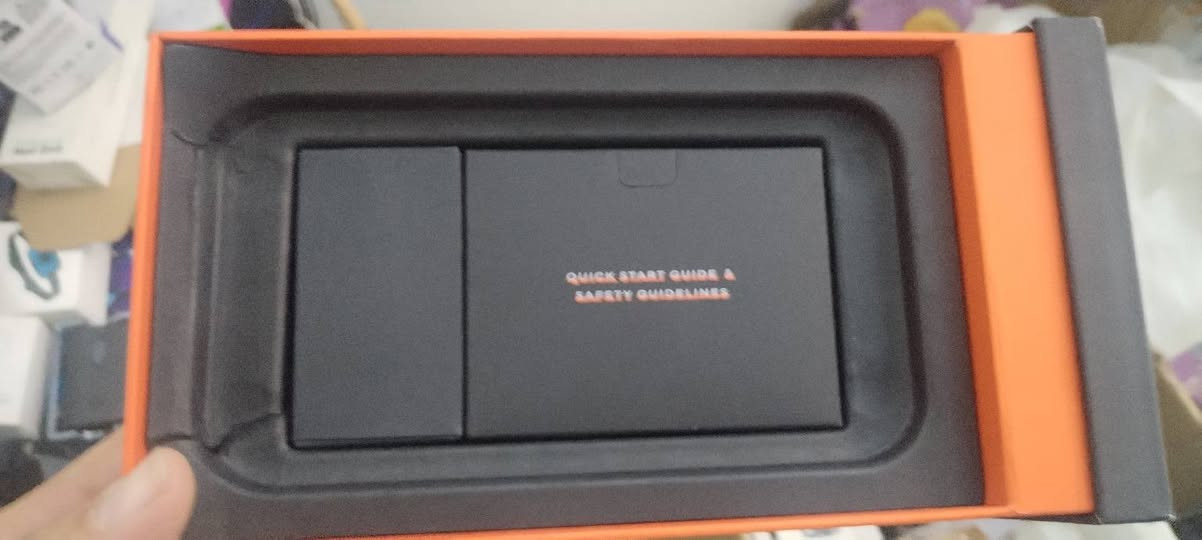 QUICK START GUIDE &
SAFETY GUIDELINES